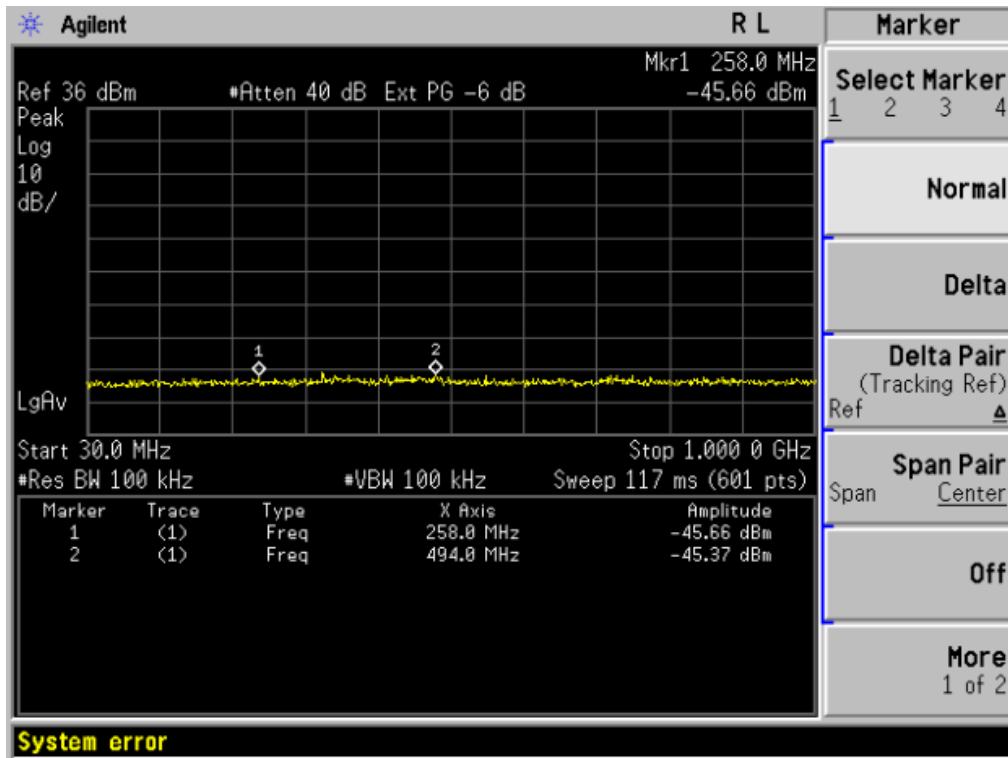 Agilent R L
Mkr1 258.0 MHz
Ref 36 dBm #Atten 40 dB Ext PG -6 dB -45.66 dBm
Peak
Log
10
dB/
1 2
LgAv
Start 30.0 MHz Stop 1.000 0 GHz
#Res BW 100 kHz #VBW 100 kHz Sweep 117 ms (601 pts)
Marker Trace Type X Axis Amplitude
1 (1) Freq 258.0 MHz -45.66 dBm
2 (1) Freq 494.0 MHz -45.37 dBm
System error
Marker
Select Marker
1 2 3 4
Normal
Delta
Delta Pair
(Tracking Ref)
Ref Δ
Span Pair
Span Center
Off
More
1 of 2